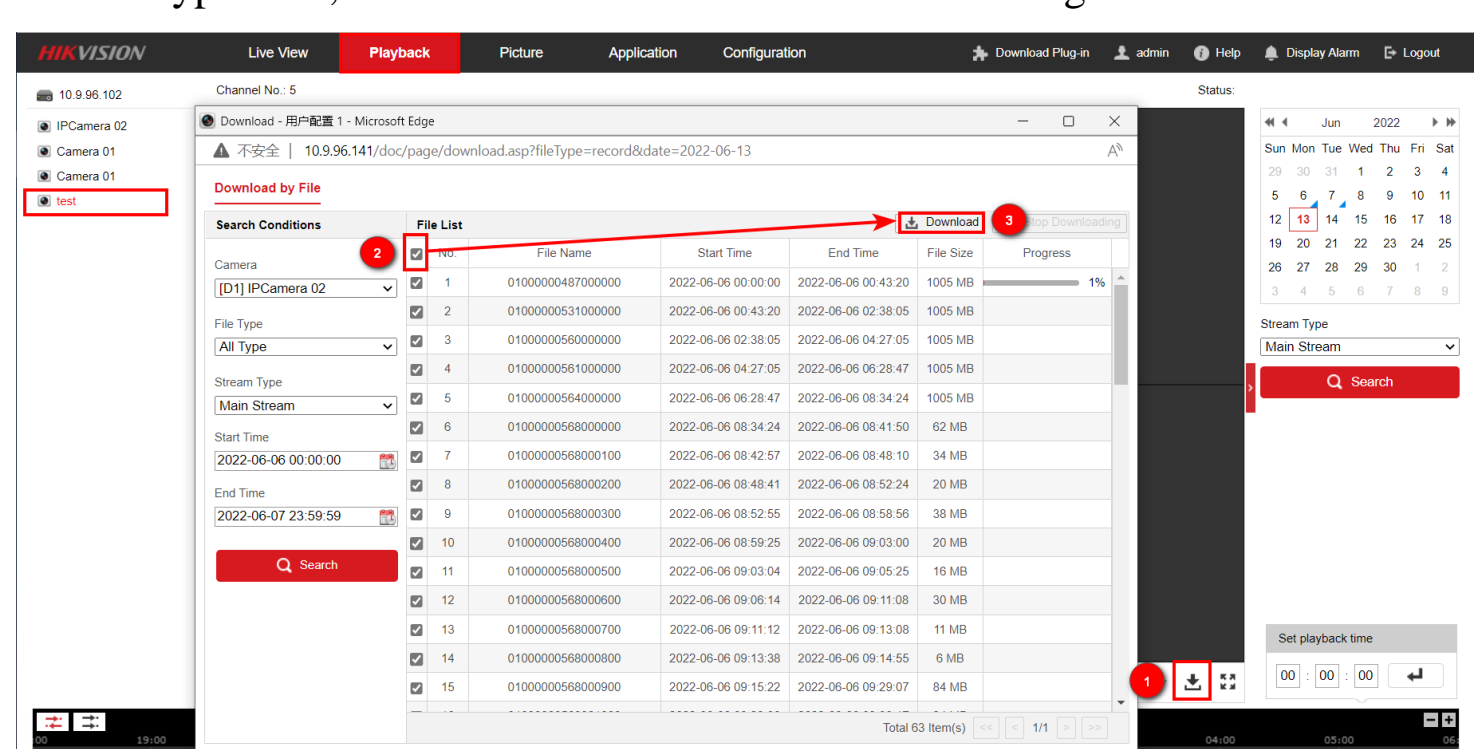 HIKVISION Live View Playback Picture Application Configuration Download Plug-in admin Help Display Alarm Logout
10.9.96.102
IPCamera 02
Camera 01
Camera 01
test
Channel No.: 5
Status:
Download - 用户配置 1 - Microsoft Edge
不安全 | 10.9.96.141/doc/page/download.asp?fileType=record&date=2022-06-13
Download by File
Search Conditions
Camera
[D1] IPCamera 02
File Type
All Type
Stream Type
Main Stream
Start Time
2022-06-06 00:00:00
End Time
2022-06-07 23:59:59
Search
File List Download 3 Stop Downloading
2 No. File Name Start Time End Time File Size Progress
1 01000000487000000 2022-06-06 00:00:00 2022-06-06 00:43:20 1005 MB 1%
2 01000000531000000 2022-06-06 00:43:20 2022-06-06 02:38:05 1005 MB
3 01000000560000000 2022-06-06 02:38:05 2022-06-06 04:27:05 1005 MB
4 01000000561000000 2022-06-06 04:27:05 2022-06-06 06:28:47 1005 MB
5 01000000564000000 2022-06-06 06:28:47 2022-06-06 08:34:24 1005 MB
6 01000000568000000 2022-06-06 08:34:24 2022-06-06 08:41:50 62 MB
7 01000000568000100 2022-06-06 08:42:57 2022-06-06 08:48:10 34 MB
8 01000000568000200 2022-06-06 08:48:41 2022-06-06 08:52:24 20 MB
9 01000000568000300 2022-06-06 08:52:55 2022-06-06 08:58:56 38 MB
10 01000000568000400 2022-06-06 08:59:25 2022-06-06 09:03:00 20 MB
11 01000000568000500 2022-06-06 09:03:04 2022-06-06 09:05:25 16 MB
12 01000000568000600 2022-06-06 09:06:14 2022-06-06 09:11:08 30 MB
13 01000000568000700 2022-06-06 09:11:12 2022-06-06 09:13:08 11 MB
14 01000000568000800 2022-06-06 09:13:38 2022-06-06 09:14:55 6 MB
15 01000000568000900 2022-06-06 09:15:22 2022-06-06 09:29:07 84 MB
Total 63 Item(s) << < 1/1 > >>
1
Jun 2022
Sun Mon Tue Wed Thu Fri Sat
29 30 31 1 2 3 4
5 6 7 8 9 10 11
12 13 14 15 16 17 18
19 20 21 22 23 24 25
26 27 28 29 30 1 2
3 4 5 6 7 8 9
Stream Type
Main Stream
Search
Set playback time
00 : 00 : 00
:00 19:00 04:00 05:00 06: